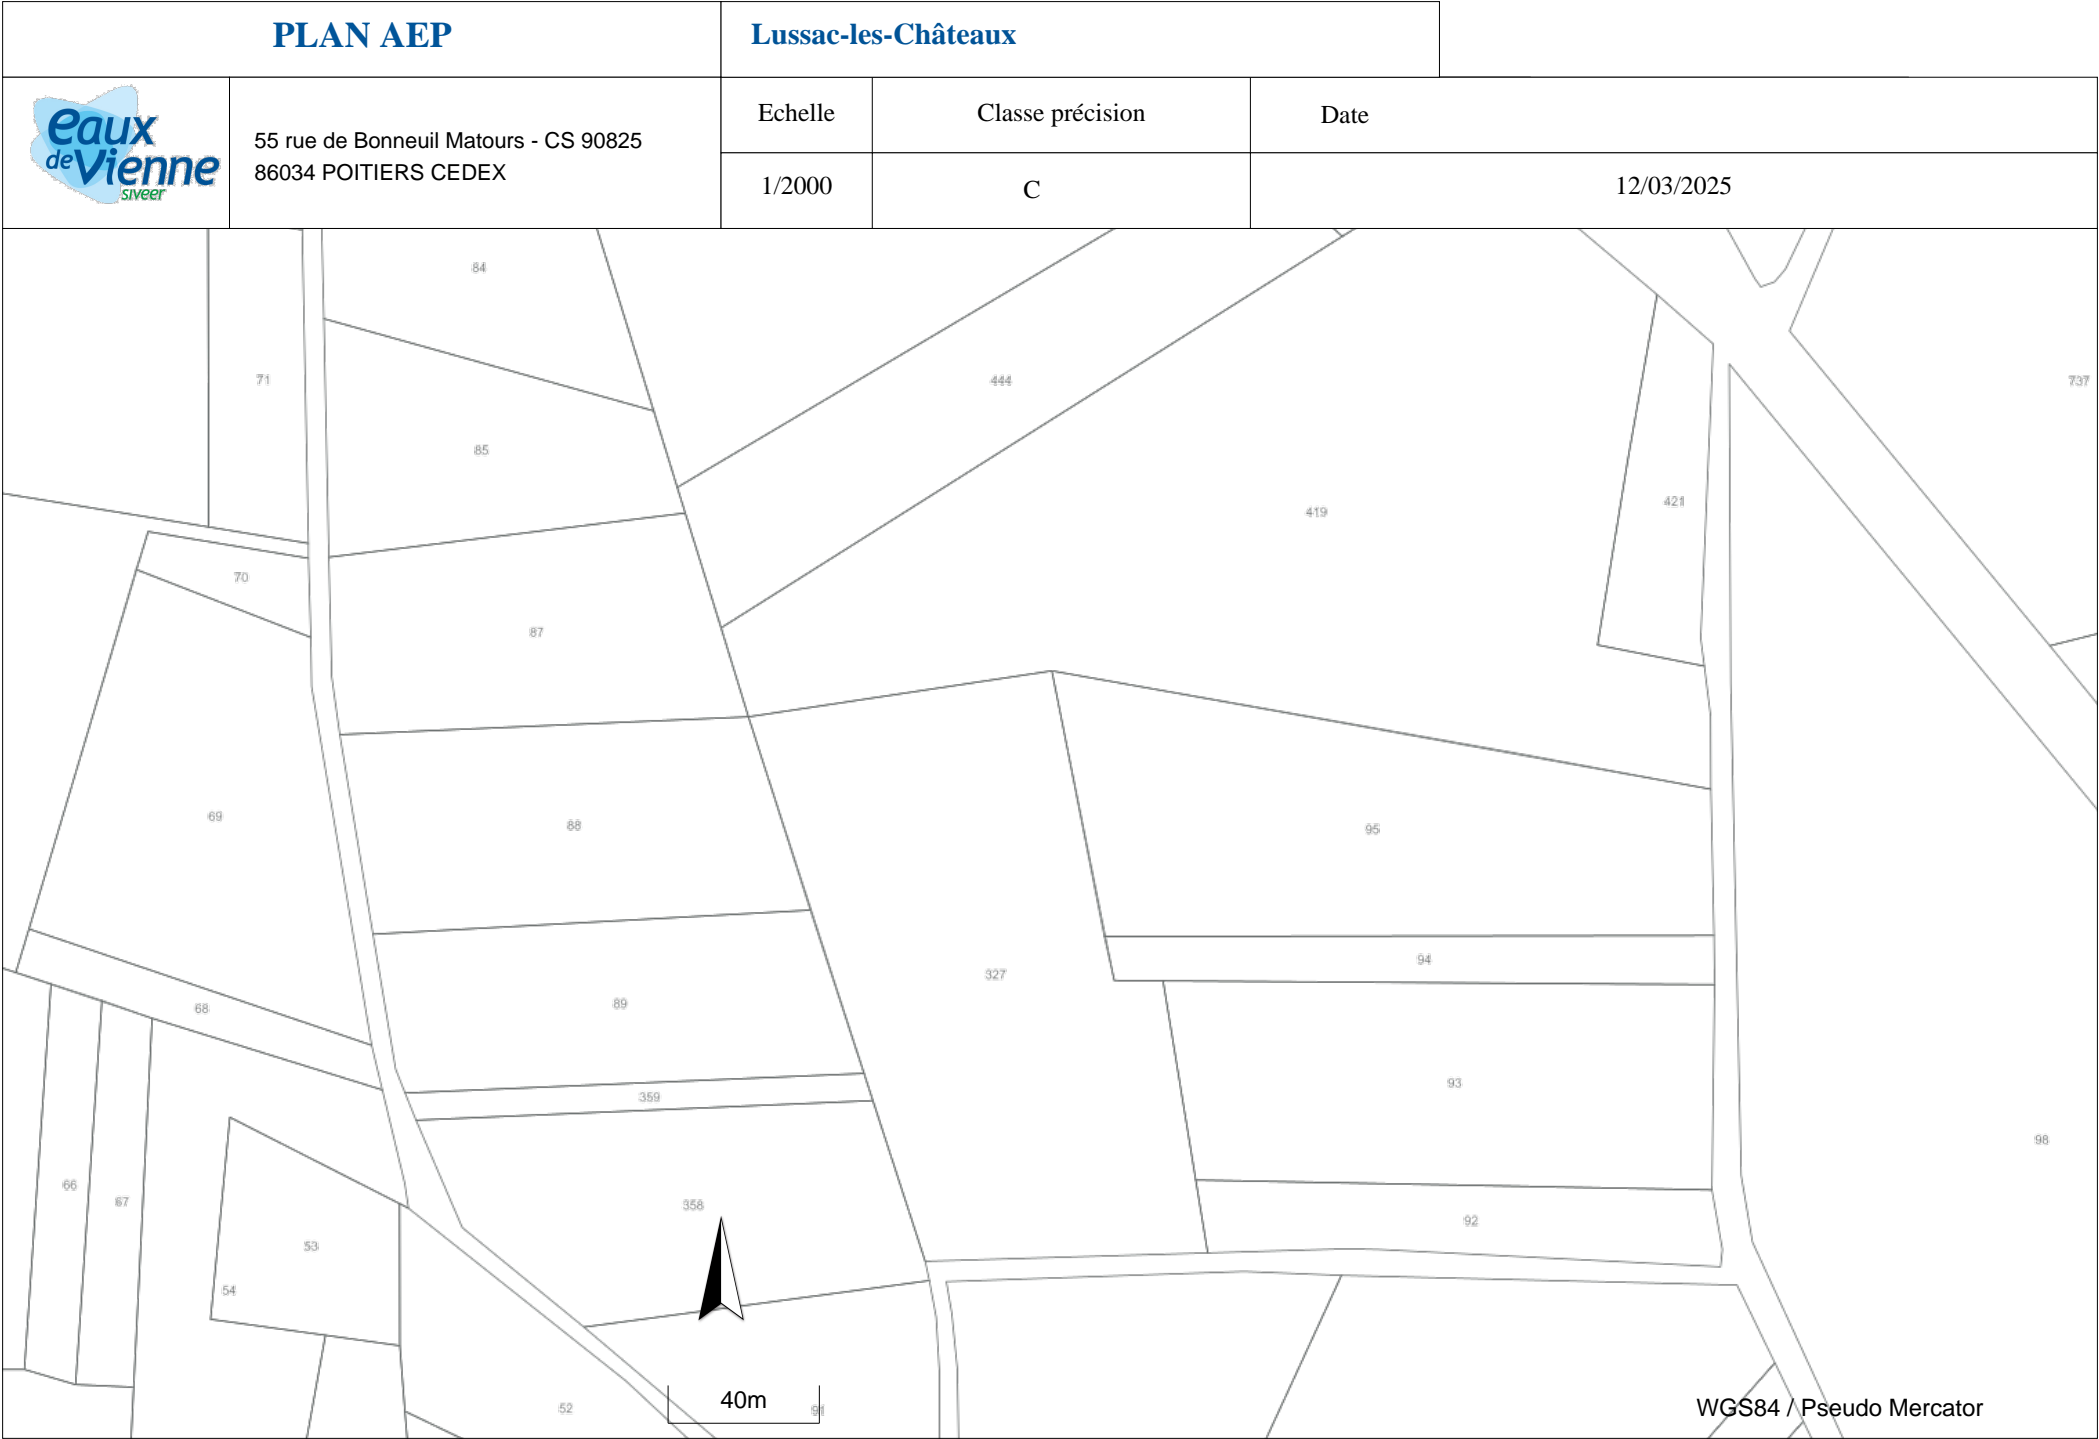 PLAN AEP
Lussac-les-Châteaux
eaux
de Vienne
siveer
55 rue de Bonneuil Matours - CS 90825
86034 POITIERS CEDEX
Echelle
Classe précision
Date
1/2000
C
12/03/2025
84
71
444
737
85
421
419
70
87
69
88
95
94
327
89
68
93
359
98
66
67
358
92
53
54
40m
52
91
WGS84 / Pseudo Mercator